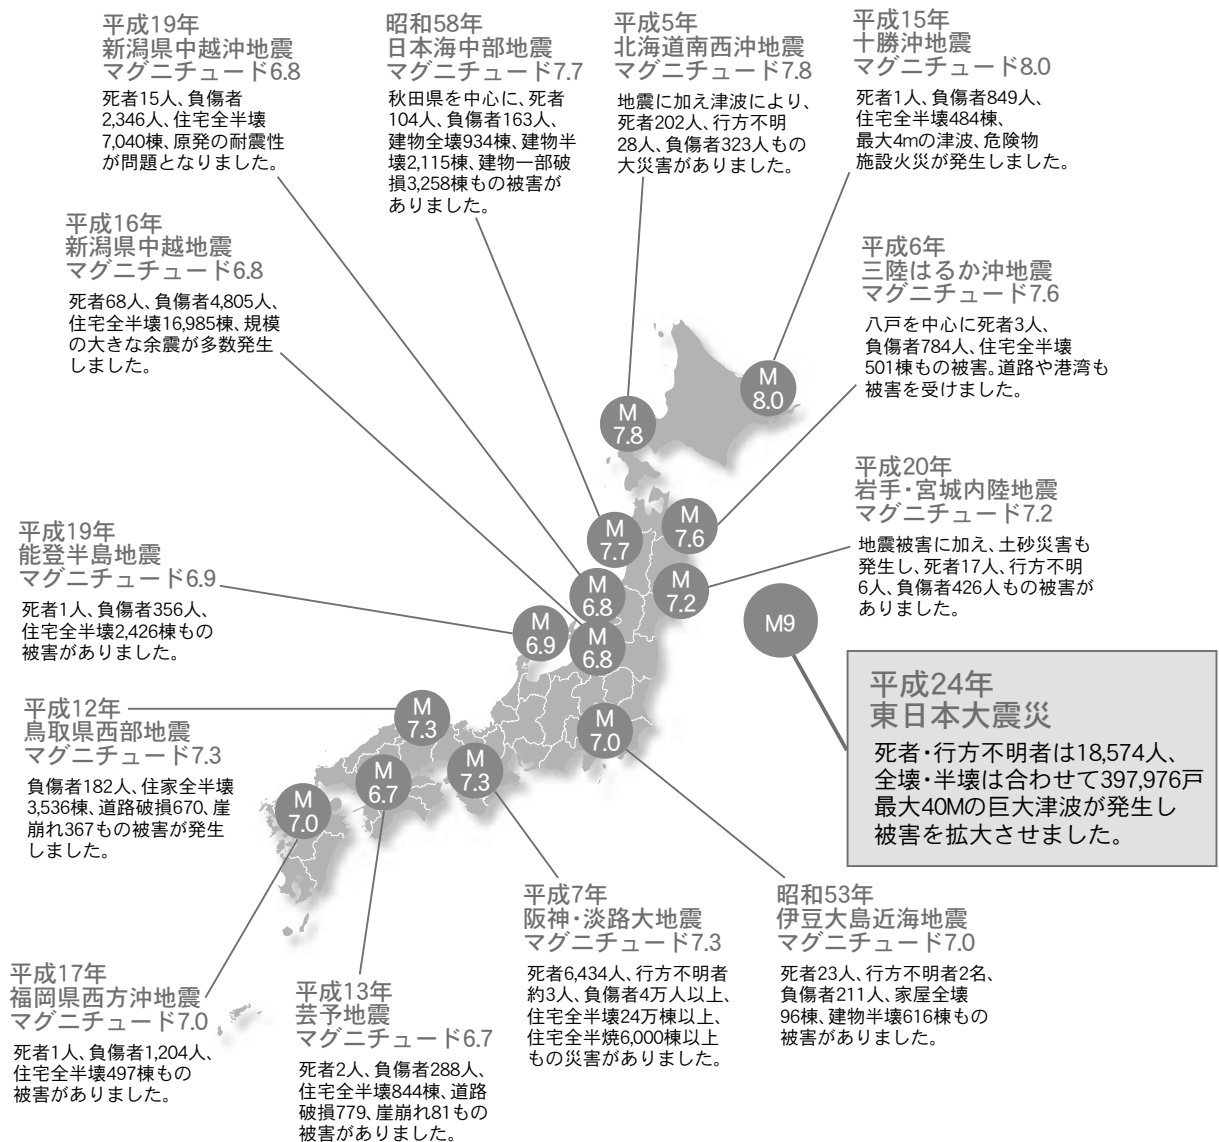 平成19年
新潟県中越沖地震
マグニチュード6.8
死者15人、負傷者
2,346人、住宅全半壊
7,040棟、原発の耐震性
が問題となりました。
昭和58年
日本海中部地震
マグニチュード7.7
秋田県を中心に、死者
104人、負傷者163人、
建物全壊934棟、建物半
壊2,115棟、建物一部破
損3,258棟もの被害が
ありました。
平成5年
北海道南西沖地震
マグニチュード7.8
地震に加え津波により、
死者202人、行方不明
28人、負傷者323人もの
大災害がありました。
平成15年
十勝沖地震
マグニチュード8.0
死者1人、負傷者849人、
住宅全半壊484棟、
最大4mの津波、危険物
施設火災が発生しました。
平成16年
新潟県中越地震
マグニチュード6.8
死者68人、負傷者4,805人、
住宅全半壊16,985棟、規模
の大きな余震が多数発生
しました。
平成6年
三陸はるか沖地震
マグニチュード7.6
八戸を中心に死者3人、
負傷者784人、住宅全半壊
501棟もの被害。道路や港湾も
被害を受けました。
M
8.0
M
7.8
平成20年
岩手・宮城内陸地震
マグニチュード7.2
地震被害に加え、土砂災害も
発生し、死者17人、行方不明
6人、負傷者426人もの被害が
ありました。
M
7.6
M
7.7
M
7.2
M
6.8
M
6.9
M
6.8
M9
平成19年
能登半島地震
マグニチュード6.9
死者1人、負傷者356人、
住宅全半壊2,426棟もの
被害がありました。
平成24年
東日本大震災
死者・行方不明者は18,574人、
全壊・半壊は合わせて397,976戸
最大40Mの巨大津波が発生し
被害を拡大させました。
平成12年
鳥取県西部地震
マグニチュード7.3
負傷者182人、住家全半壊
3,536棟、道路破損670、崖
崩れ367もの被害が発生
しました。
M
7.3
M
7.0
M
7.3
M
6.7
M
7.0
平成7年
阪神・淡路大地震
マグニチュード7.3
死者6,434人、行方不明者
約3人、負傷者4万人以上、
住宅全半壊24万棟以上、
住宅全半焼6,000棟以上
もの災害がありました。
昭和53年
伊豆大島近海地震
マグニチュード7.0
死者23人、行方不明者2名、
負傷者211人、家屋全壊
96棟、建物半壊616棟もの
被害がありました。
平成17年
福岡県西方沖地震
マグニチュード7.0
死者1人、負傷者1,204人、
住宅全半壊497棟もの
被害がありました。
平成13年
芸予地震
マグニチュード6.7
死者2人、負傷者288人、
住宅全半壊844棟、道路
破損779、崖崩れ81もの
被害がありました。